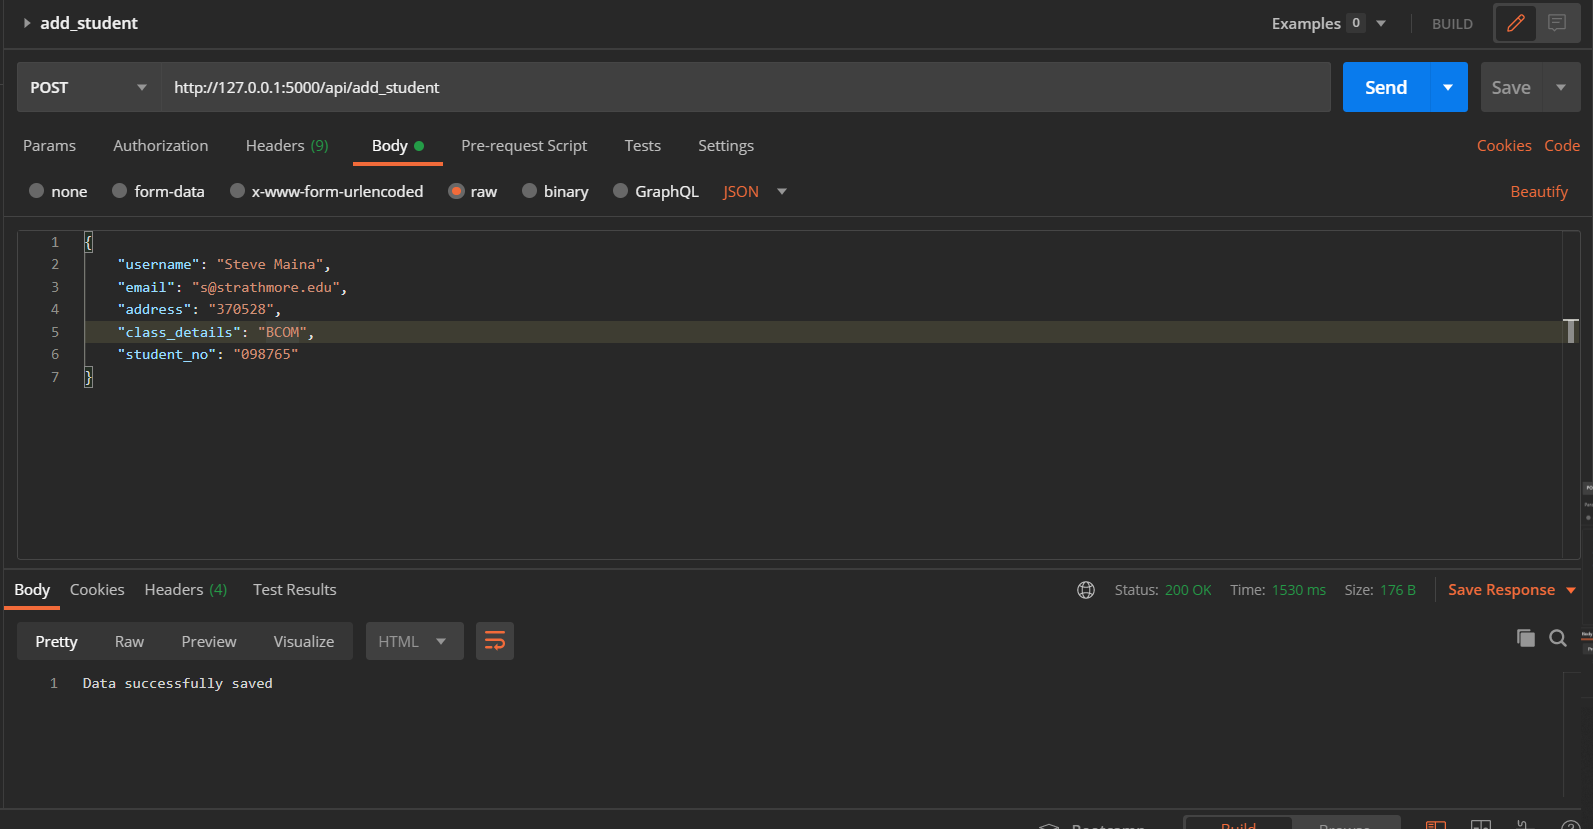 add_student
Examples 0 BUILD
POST http://127.0.0.1:5000/api/add_student Send Save
Params Authorization Headers (9) Body Pre-request Script Tests Settings Cookies Code
none form-data x-www-form-urlencoded raw binary GraphQL JSON Beautify
1 {
2 "username": "Steve Maina",
3 "email": "s@strathmore.edu",
4 "address": "370528",
5 "class_details": "BCOM",
6 "student_no": "098765"
7 }
Body Cookies Headers (4) Test Results Status: 200 OK Time: 1530 ms Size: 176 B Save Response
Pretty Raw Preview Visualize HTML
1 Data successfully saved
Bootcamp Build Browse